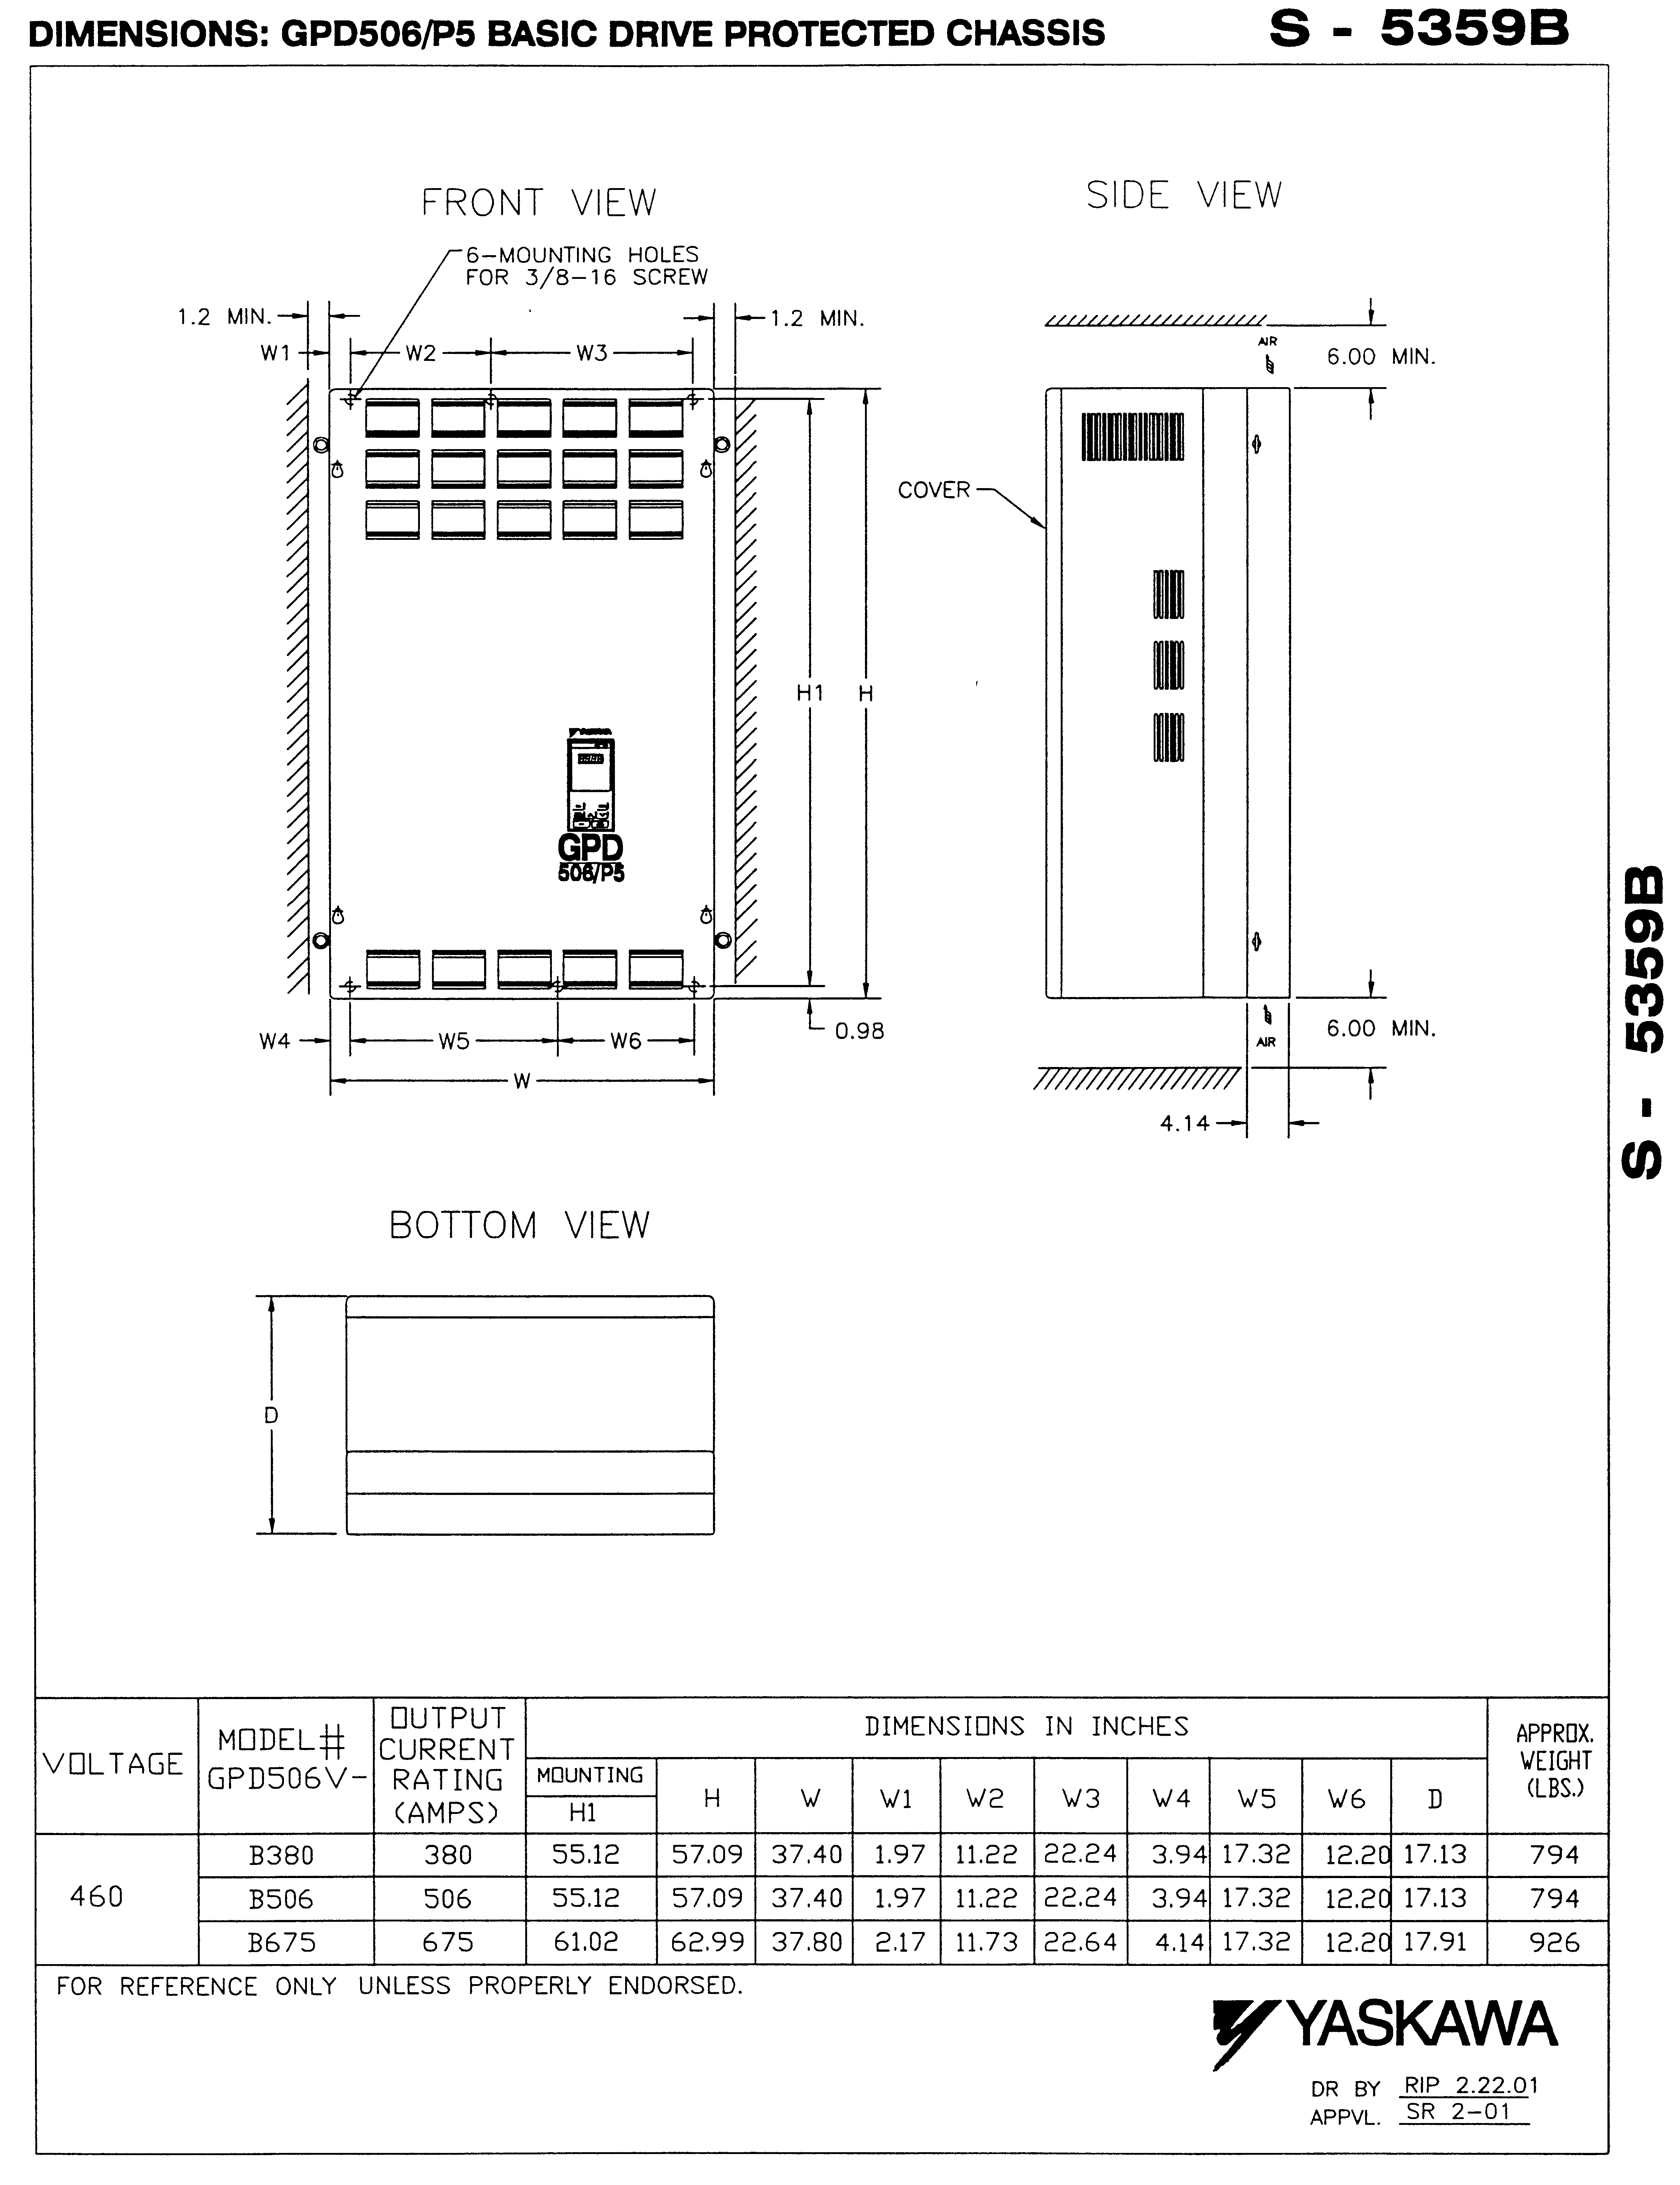 DIMENSIONS: GPD506/P5 BASIC DRIVE PROTECTED CHASSIS
S - 5359B
FRONT VIEW
SIDE VIEW
6-MOUNTING HOLES
FOR 3/8-16 SCREW
1.2 MIN.
1.2 MIN.
W1
W2
W3
AIR
6.00 MIN.
COVER
H1
H
YASKAWA
GPD
506/P5
W4
W5
W6
0.98
W
AIR
6.00 MIN.
4.14
S - 5359B
BOTTOM VIEW
D
VOLTAGE
MODEL#
GPD506V-
OUTPUT
CURRENT
RATING
(AMPS)
DIMENSIONS IN INCHES
APPROX.
WEIGHT
(LBS.)
MOUNTING
H1
H W W1 W2 W3 W4 W5 W6 D
460
B380 380 55.12 57.09 37.40 1.97 11.22 22.24 3.94 17.32 12.20 17.13 794
B506 506 55.12 57.09 37.40 1.97 11.22 22.24 3.94 17.32 12.20 17.13 794
B675 675 61.02 62.99 37.80 2.17 11.73 22.64 4.14 17.32 12.20 17.91 926
FOR REFERENCE ONLY UNLESS PROPERLY ENDORSED.
YASKAWA
DR BY RIP 2.22.01
APPVL. SR 2-01